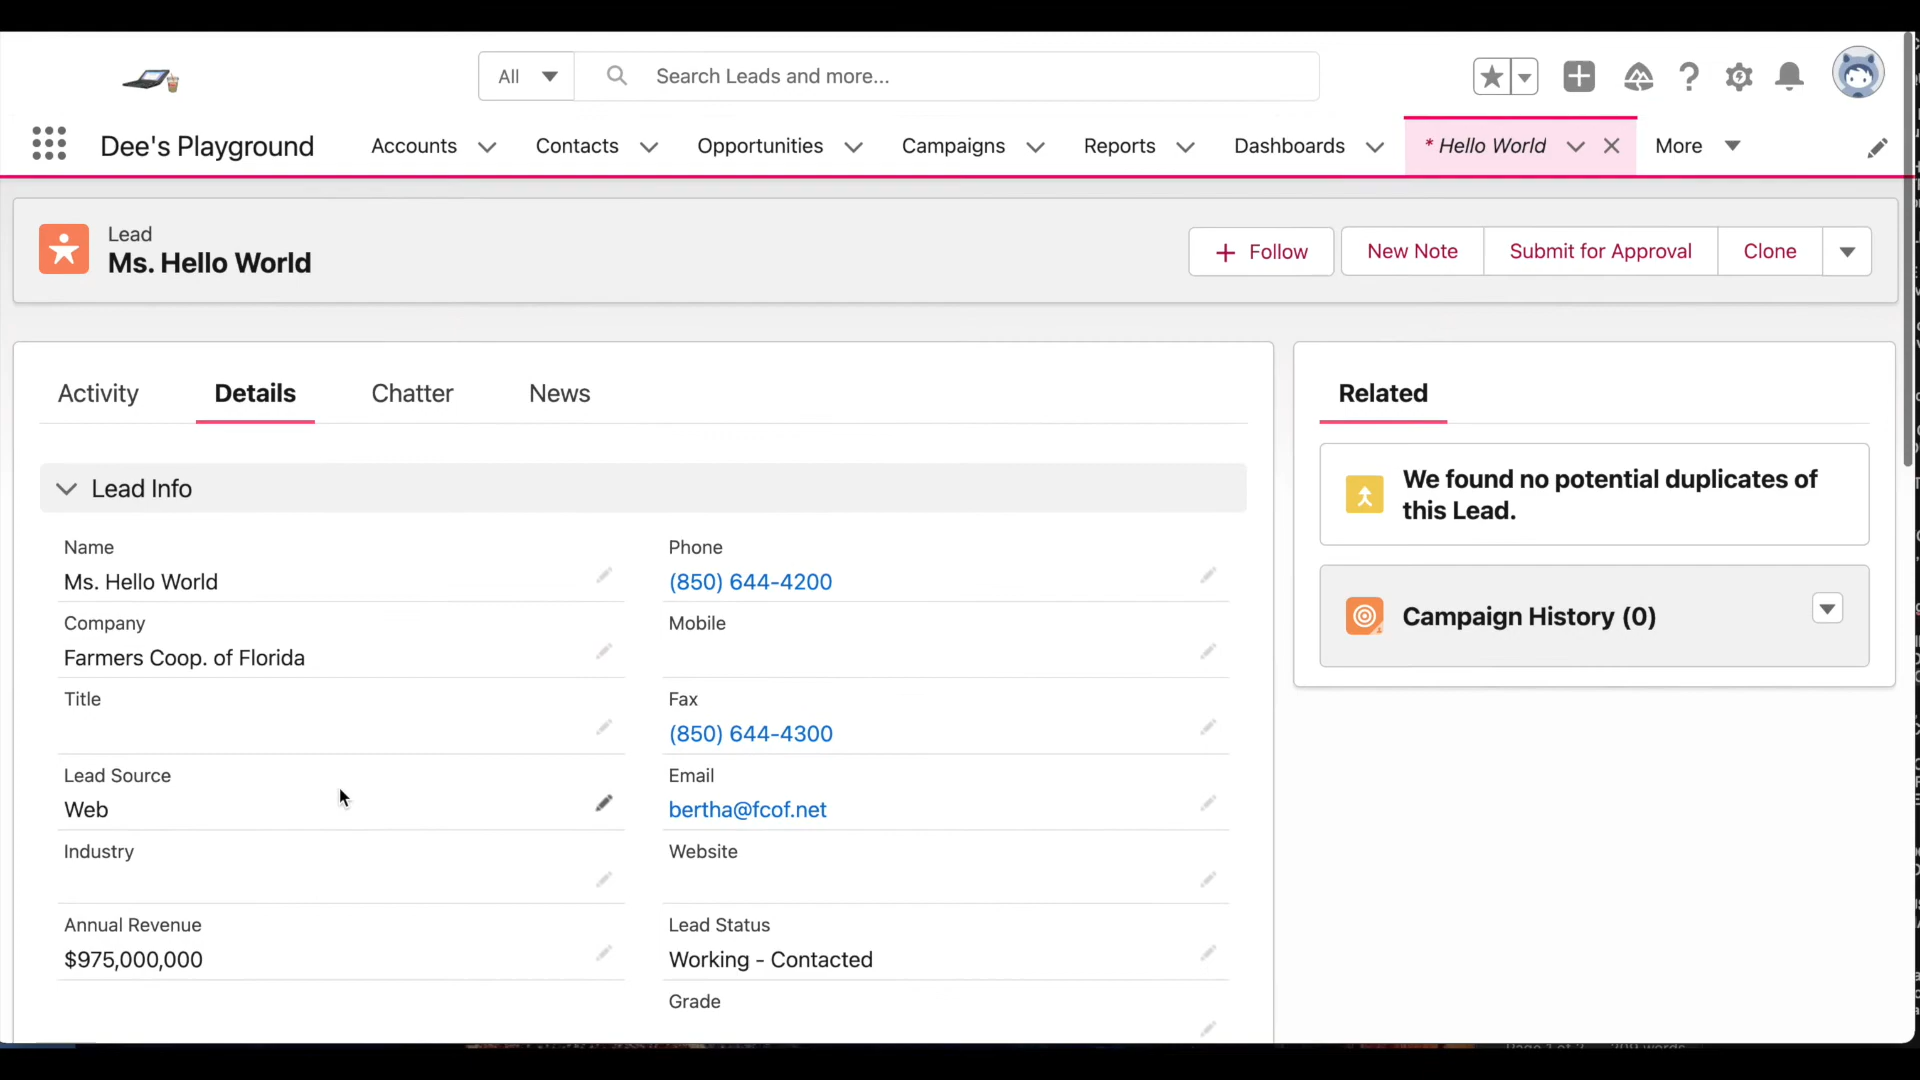 All
Search Leads and more...
Dee's Playground
Accounts
Contacts
Opportunities
Campaigns
Reports
Dashboards
* Hello World
More
Lead
Ms. Hello World
Follow
New Note
Submit for Approval
Clone
Activity
Details
Chatter
News
Related
Lead Info
Name
Ms. Hello World
Phone
(850) 644-4200
Company
Farmers Coop. of Florida
Mobile
Title
Fax
(850) 644-4300
Lead Source
Web
Email
bertha@fcof.net
Industry
Website
Annual Revenue
$975,000,000
Lead Status
Working - Contacted
Grade
We found no potential duplicates of
this Lead.
Campaign History (0)